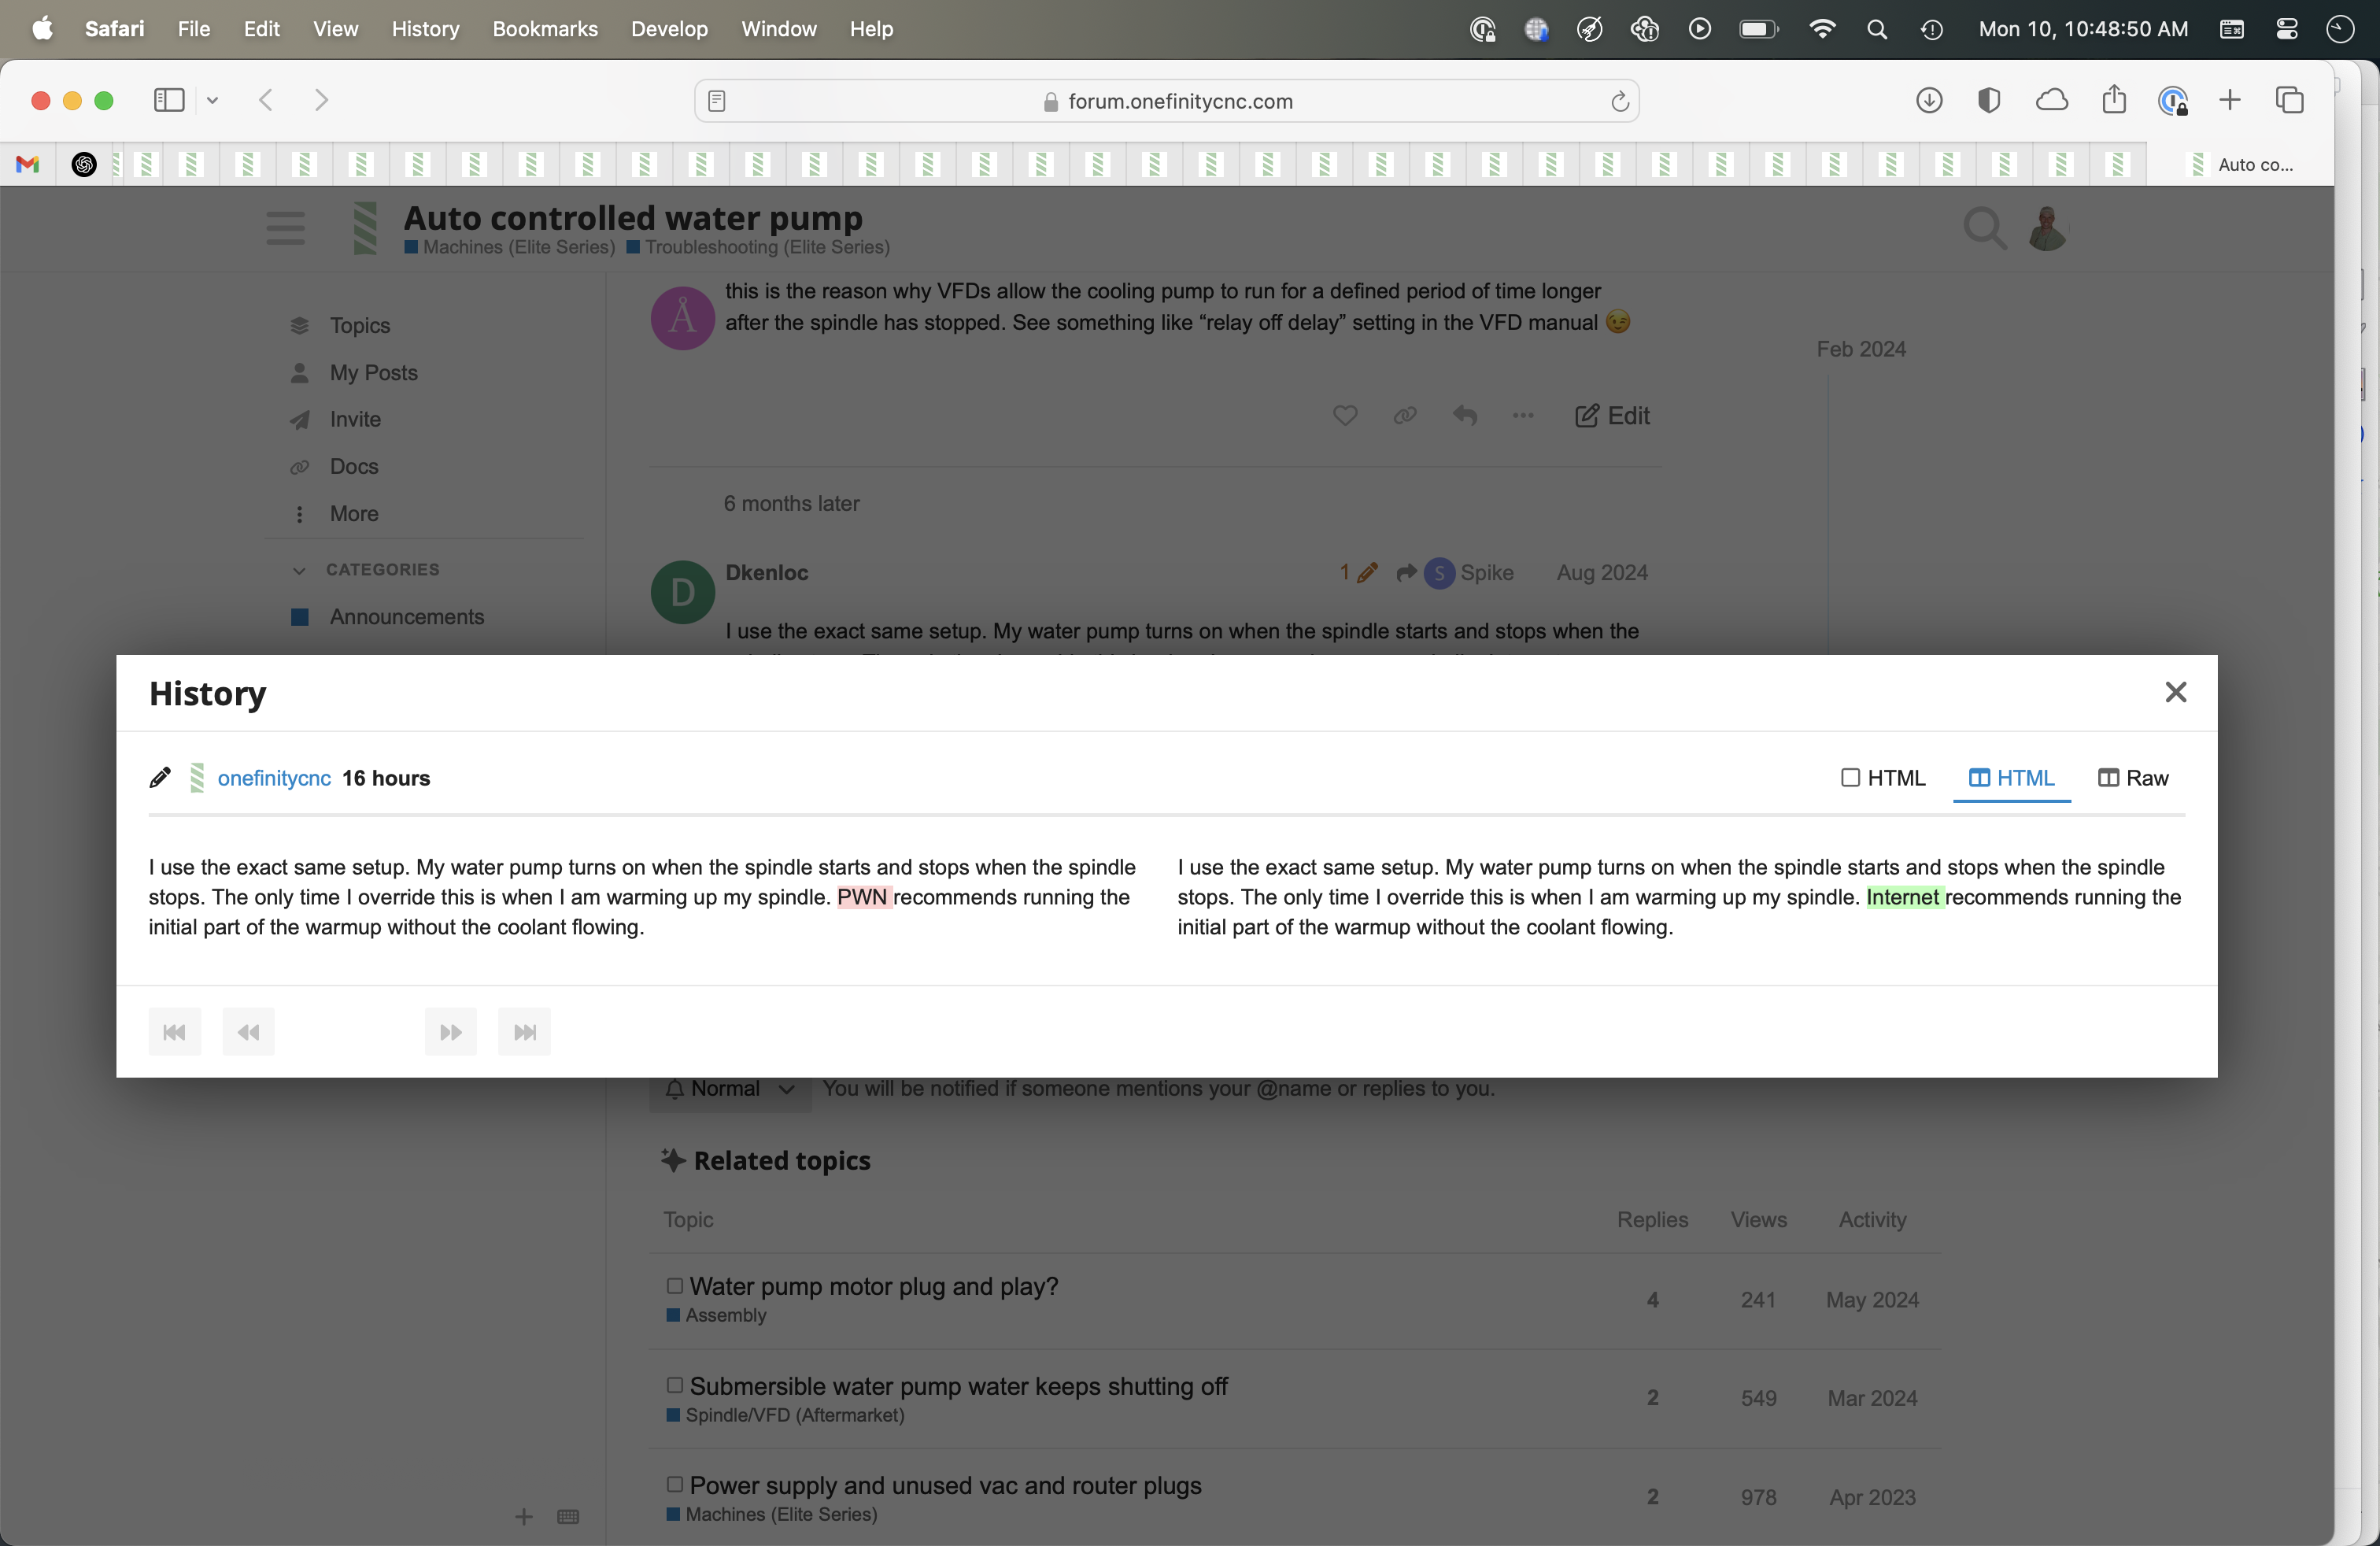 Safari File Edit View History Bookmarks Develop Window Help Mon 10, 10:48:50 AM
forum.onefinitycnc.com
Auto co...
Auto controlled water pump
Machines (Elite Series) Troubleshooting (Elite Series)
Topics
My Posts
Invite
Docs
More
CATEGORIES
Announcements
Å
this is the reason why VFDs allow the cooling pump to run for a defined period of time longer
after the spindle has stopped. See something like “relay off delay” setting in the VFD manual 😉
Feb 2024
Edit
6 months later
D
Dkenloc 1 S Spike Aug 2024
I use the exact same setup. My water pump turns on when the spindle starts and stops when the
History
onefinitycnc 16 hours
HTML HTML Raw
I use the exact same setup. My water pump turns on when the spindle starts and stops when the spindle
stops. The only time I override this is when I am warming up my spindle. PWN recommends running the
initial part of the warmup without the coolant flowing.
I use the exact same setup. My water pump turns on when the spindle starts and stops when the spindle
stops. The only time I override this is when I am warming up my spindle. Internet recommends running the
initial part of the warmup without the coolant flowing.
Normal You will be notified if someone mentions your @name or replies to you.
Related topics
Topic Replies Views Activity
Water pump motor plug and play? 4 241 May 2024
Assembly
Submersible water pump water keeps shutting off 2 549 Mar 2024
Spindle/VFD (Aftermarket)
Power supply and unused vac and router plugs 2 978 Apr 2023
Machines (Elite Series)